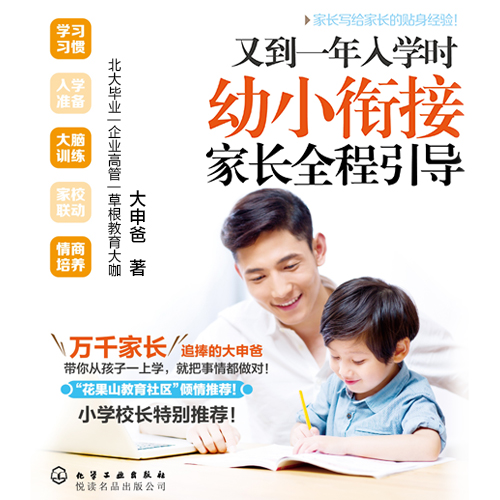 家长写给家长的贴身经验！
又到一年入学时
幼小衔接
家长全程引导
学习
习惯
入学
准备
大脑
训练
家校
联动
情商
培养
北大毕业｜企业高管｜草根教育大咖
大申爸 著
万千家长 追捧的大申爸
带你从孩子一上学，就把事情都做对！
“花果山教育社区”倾情推荐！
小学校长特别推荐！
化学工业出版社
悦读名品出版公司